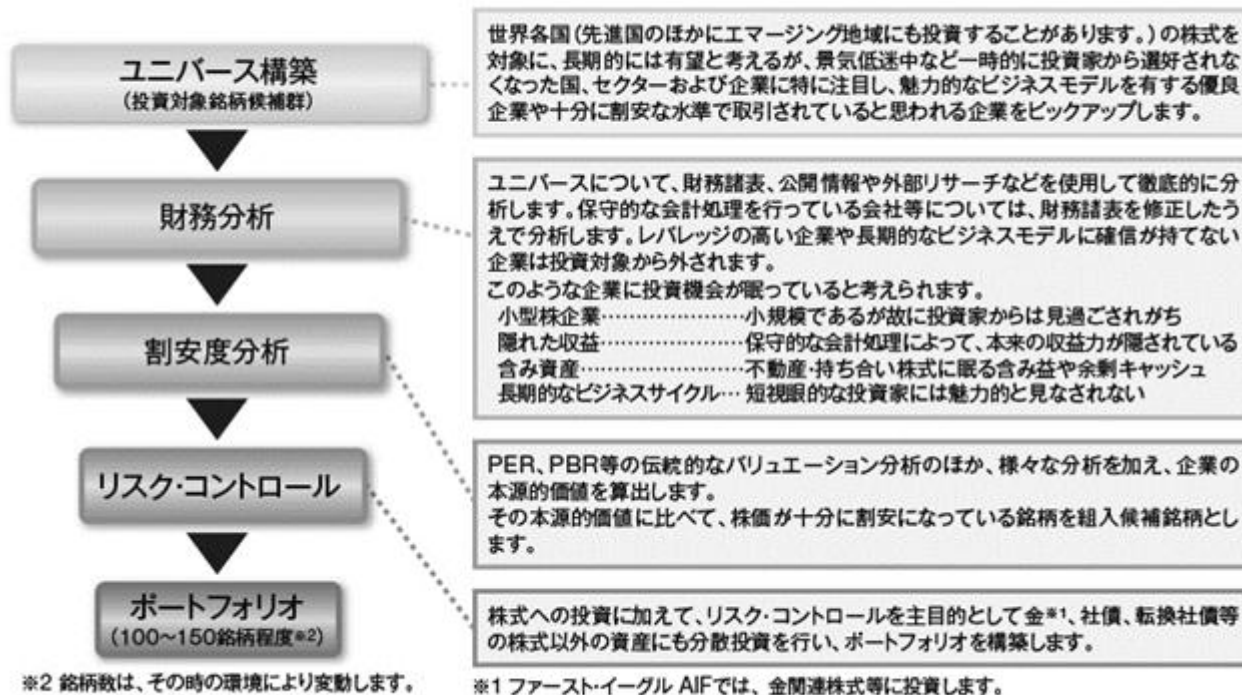 ユニバース構築
(投資対象銘柄候補群)
世界各国(先進国のほかにエマージング地域にも投資することがあります。)の株式を
対象に、長期的には有望と考えるが、景気低迷中など一時的に投資家から選好されな
くなった国、セクターおよび企業に特に注目し、魅力的なビジネスモデルを有する優良
企業や十分に割安な水準で取引されていると思われる企業をピックアップします。
財務分析
ユニバースについて、財務諸表、公開情報や外部リサーチなどを使用して徹底的に分
析します。保守的な会計処理を行っている会社等については、財務諸表を修正したう
えで分析します。レバレッジの高い企業や長期的なビジネスモデルに確信が持てない
企業は投資対象から外されます。
このような企業に投資機会が眠っていると考えられます。
小型株企業…………………小規模であるが故に投資家からは見過ごされがち
隠れた収益…………………保守的な会計処理によって、本来の収益力が隠されている
含み資産……………………不動産・持ち合い株式に眠る含み益や余剰キャッシュ
長期的なビジネスサイクル… 短視眼的な投資家には魅力的と見なされない
割安度分析
PER、PBR等の伝統的なバリュエーション分析のほか、様々な分析を加え、企業の
本源的価値を算出します。
その本源的価値に比べて、株価が十分に割安になっている銘柄を組入候補銘柄とし
ます。
リスク・コントロール
株式への投資に加えて、リスク・コントロールを主目的として金※1、社債、転換社債等
の株式以外の資産にも分散投資を行い、ポートフォリオを構築します。
ポートフォリオ
(100～150銘柄程度※2)
※2 銘柄数は、その時の環境により変動します。
※1 ファースト・イーグル AIFでは、金関連株式等に投資します。